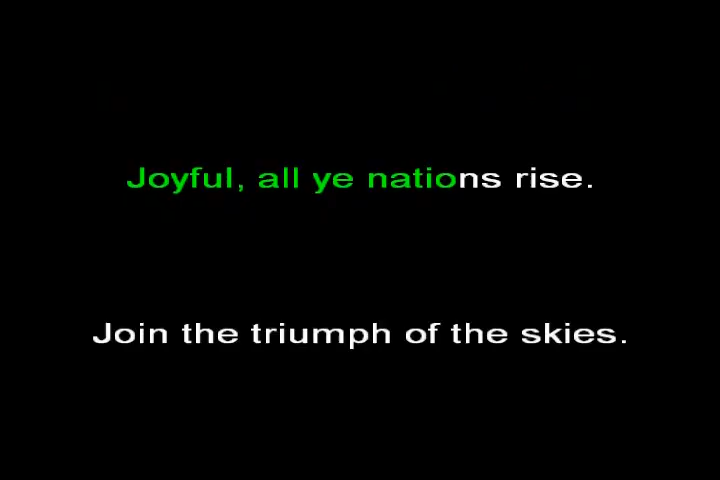 Joyful, all ye nations rise.
Join the triumph of the skies.